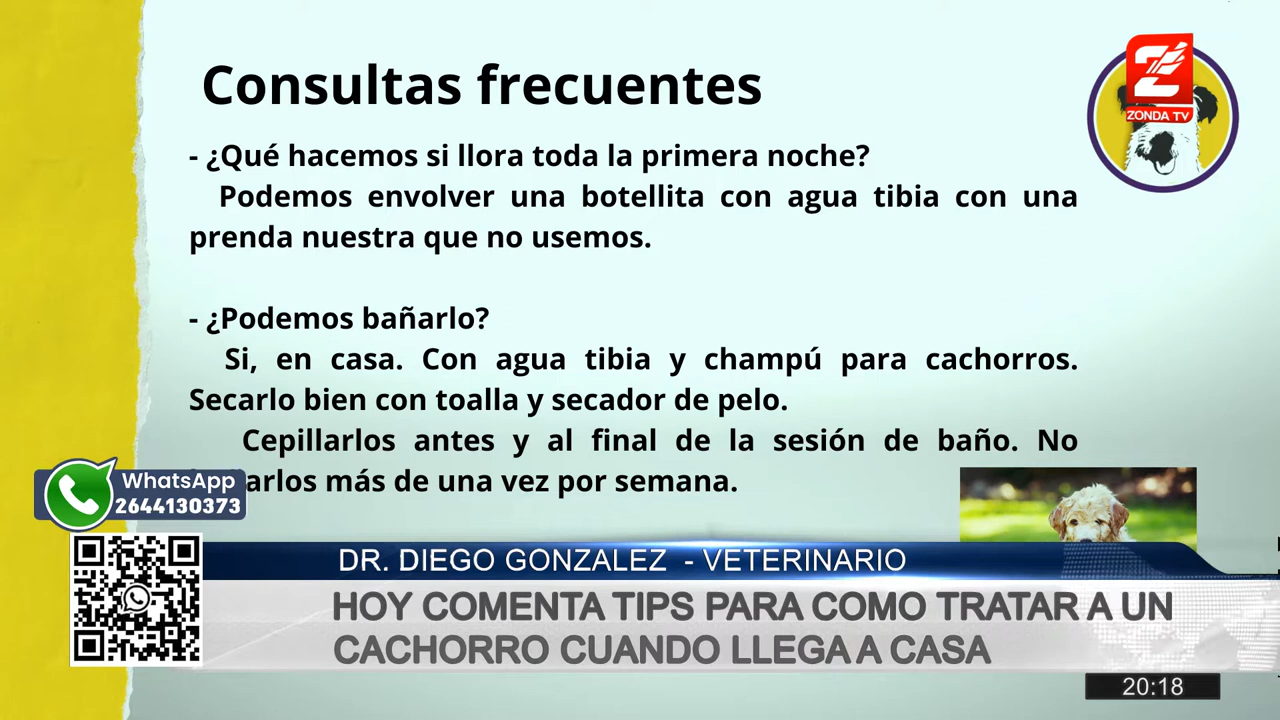 Consultas frecuentes
ZONDA TV
- ¿Qué hacemos si llora toda la primera noche?
Podemos envolver una botellita con agua tibia con una
prenda nuestra que no usemos.
- ¿Podemos bañarlo?
Si, en casa. Con agua tibia y champú para cachorros.
Secarlo bien con toalla y secador de pelo.
Cepillarlos antes y al final de la sesión de baño. No
más de una vez por semana.
WhatsApp
2644130373
DR. DIEGO GONZALEZ - VETERINARIO
HOY COMENTA TIPS PARA COMO TRATAR A UN
CACHORRO CUANDO LLEGA A CASA
20:18